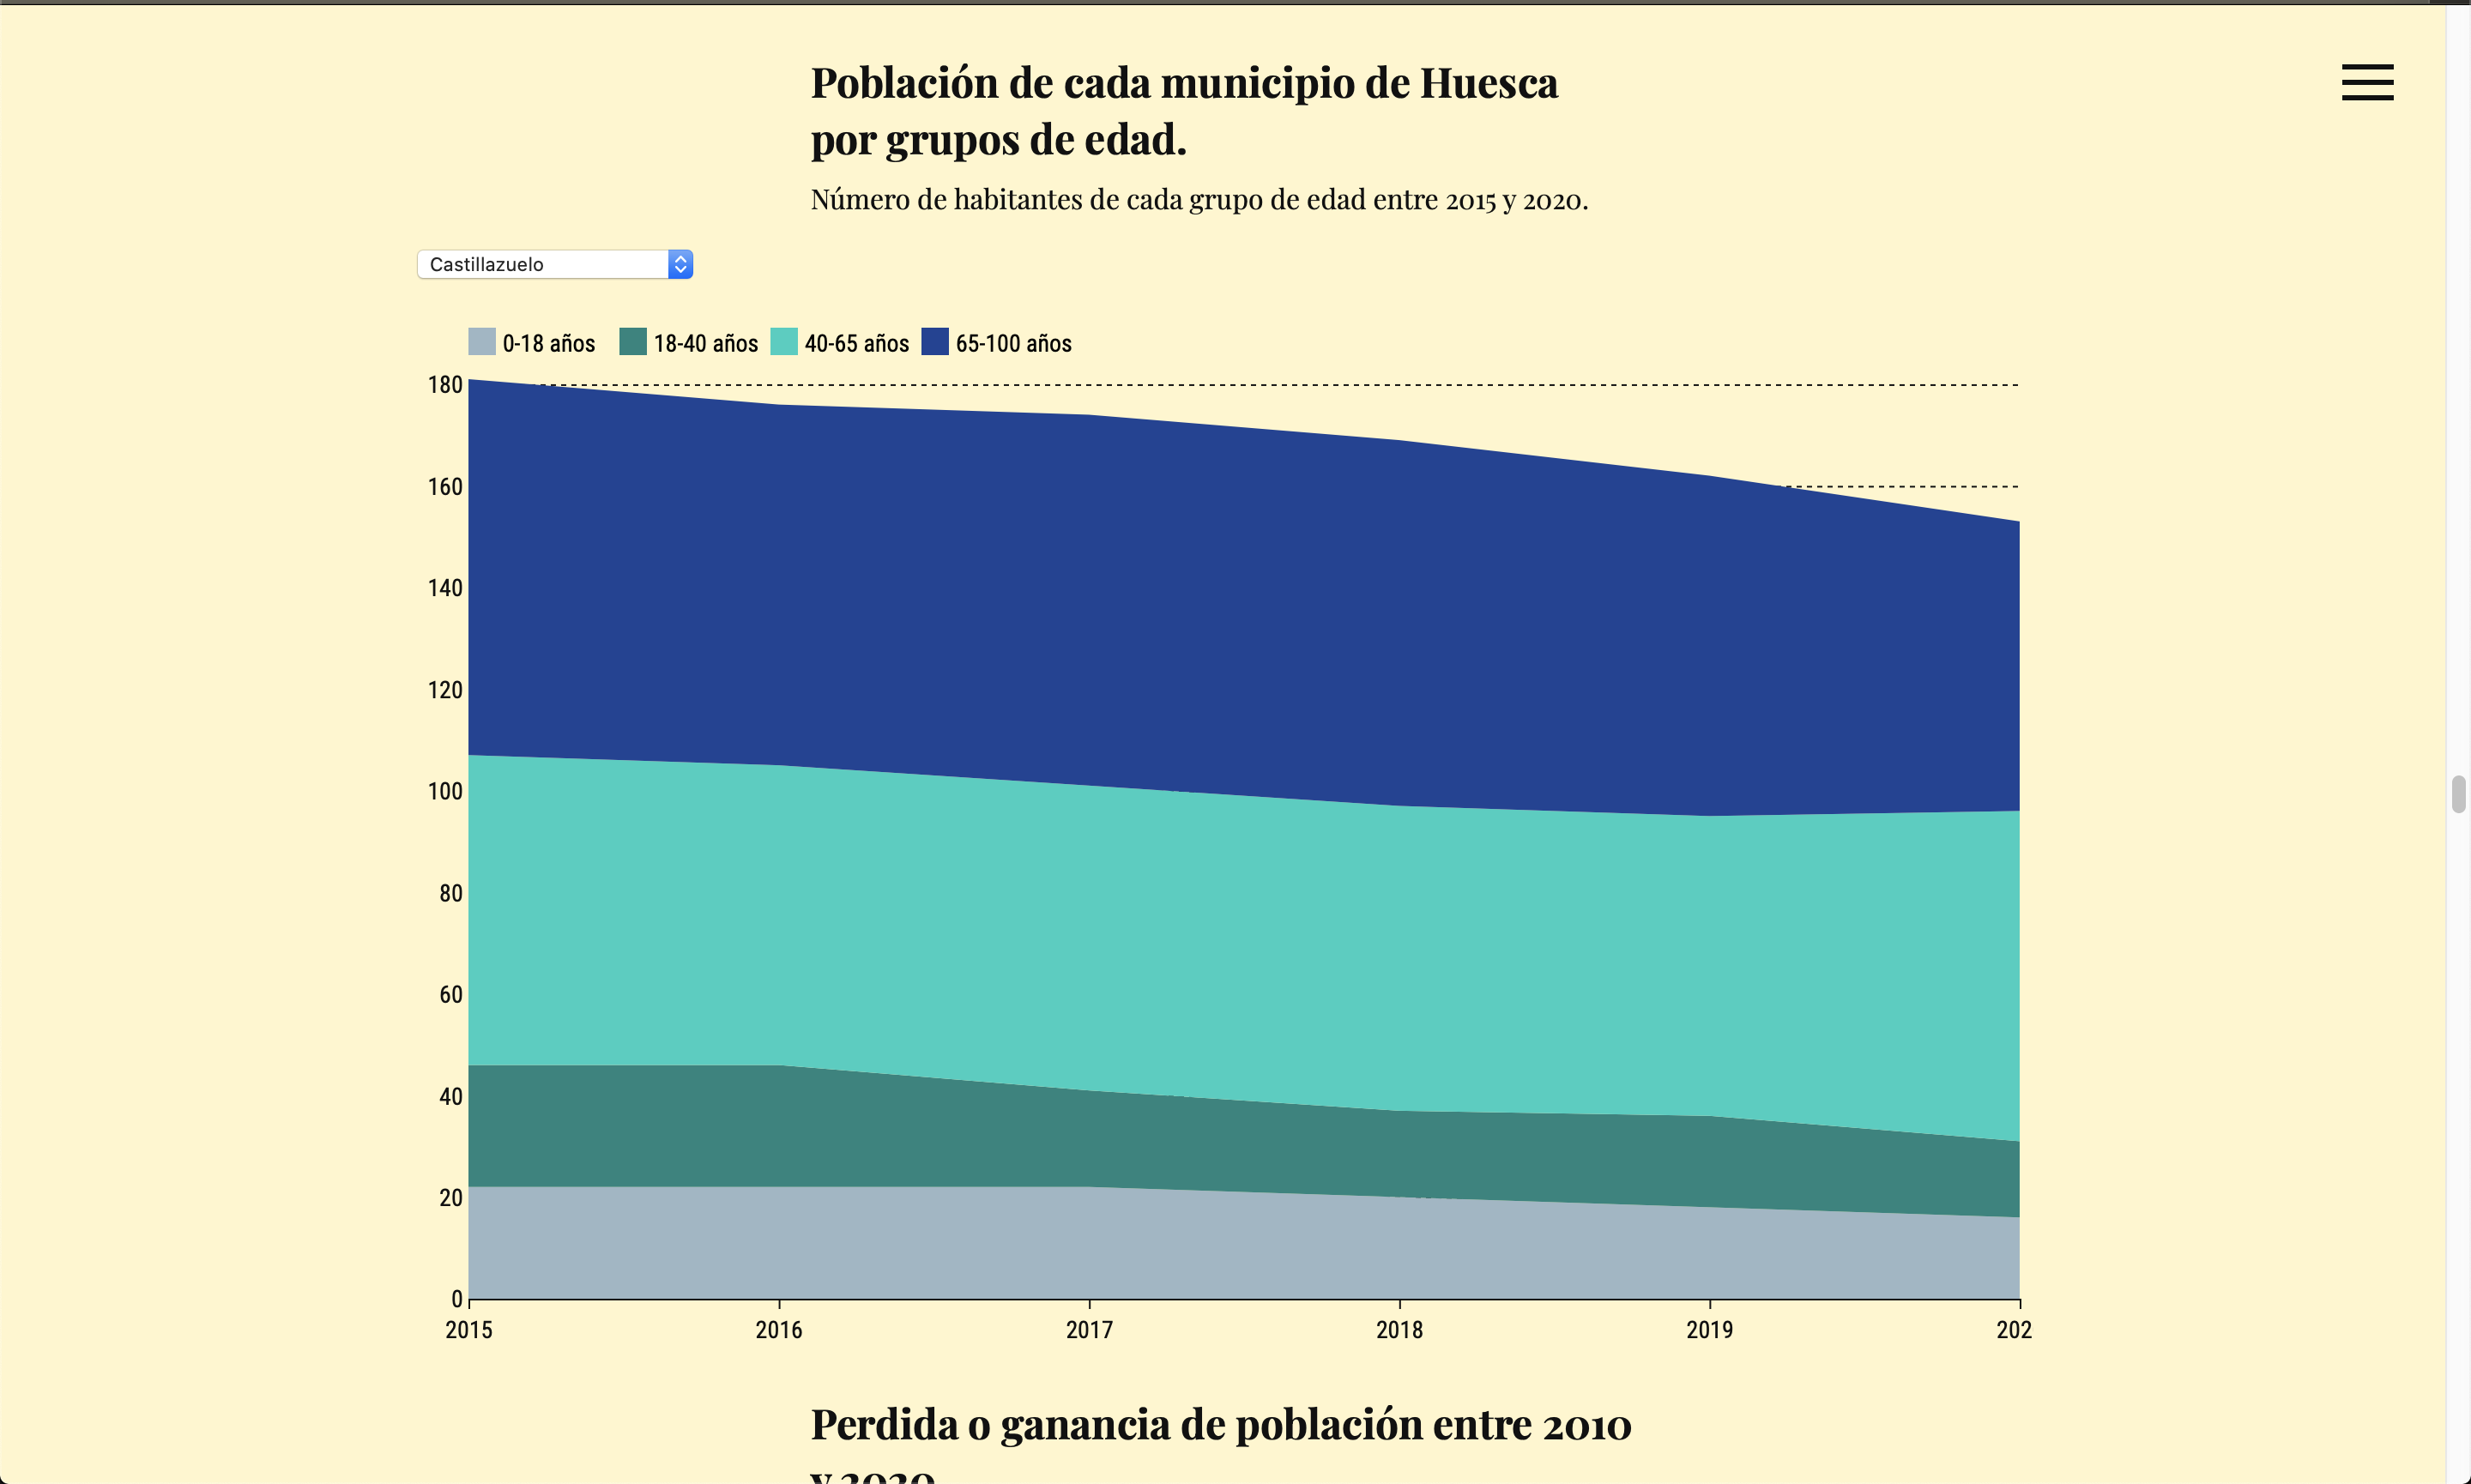 Población de cada municipio de Huesca
por grupos de edad.
Número de habitantes de cada grupo de edad entre 2015 y 2020.
Castillazuelo
0-18 años 18-40 años 40-65 años 65-100 años
180
160
140
120
100
80
60
40
20
0
2015 2016 2017 2018 2019 202
Perdida o ganancia de población entre 2010
y 2020